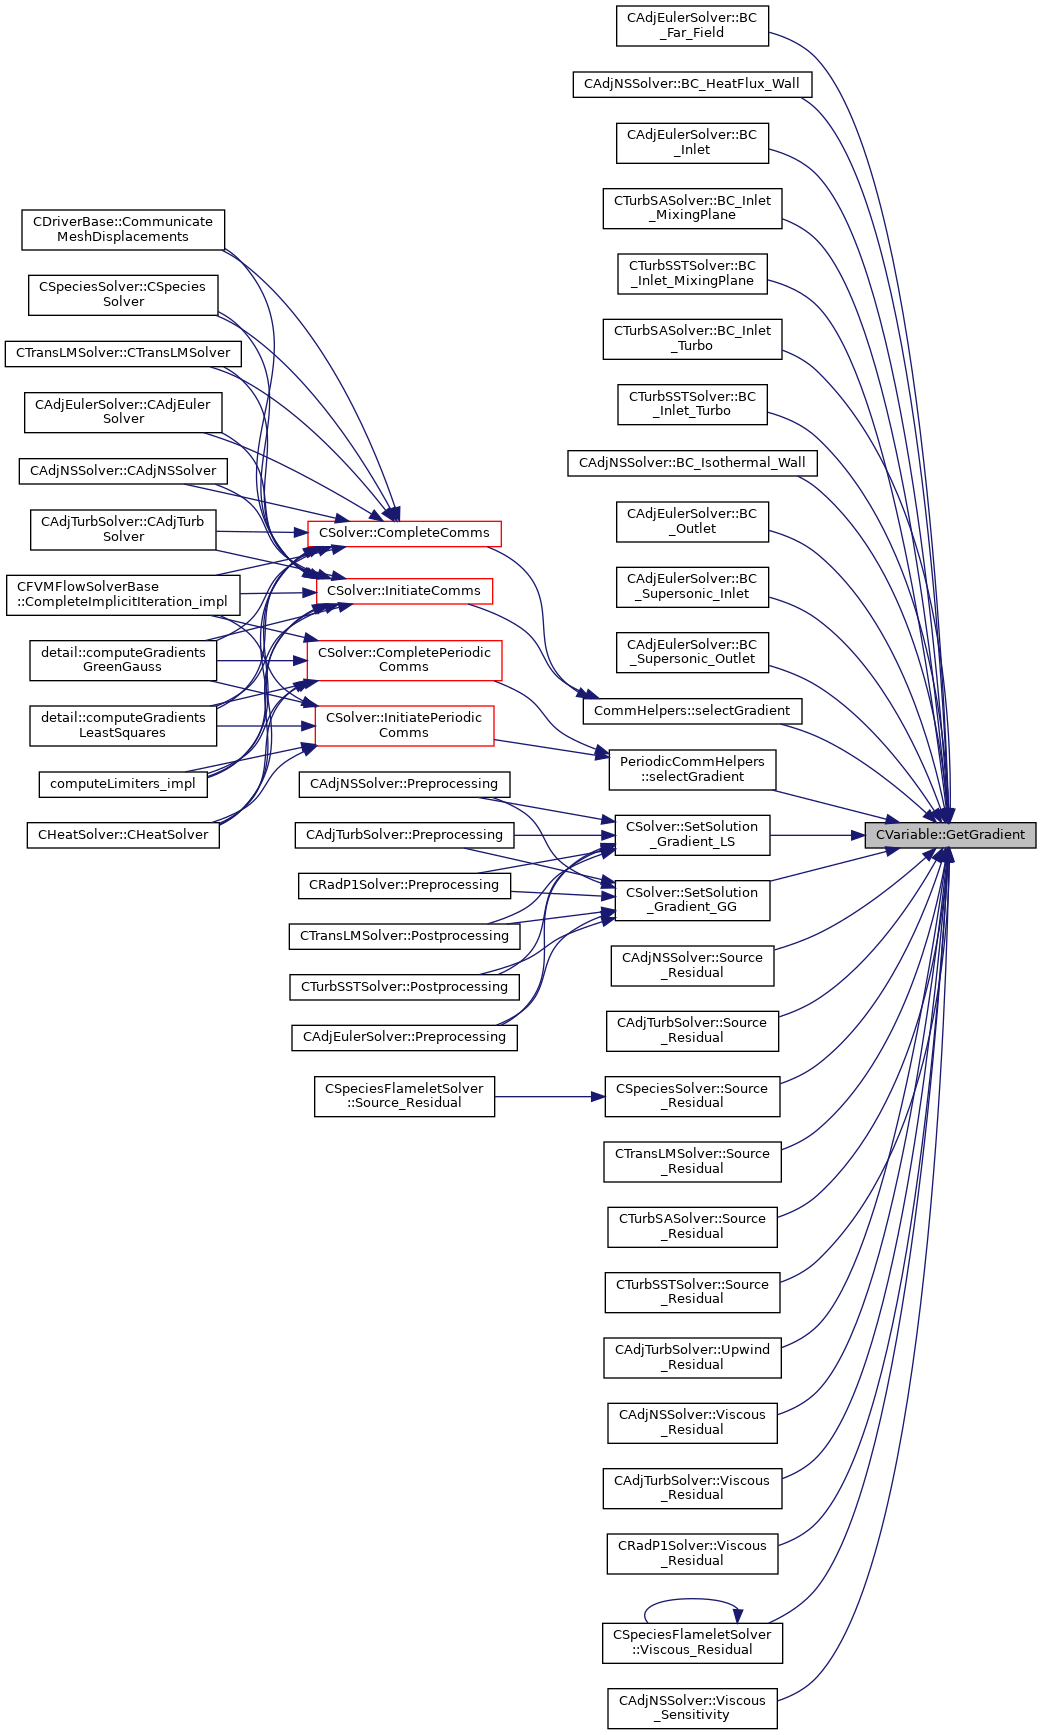 CAdjEulerSolver::BC
_Far_Field
CAdjNSSolver::BC_HeatFlux_Wall
CAdjEulerSolver::BC
_Inlet
CTurbSASolver::BC_Inlet
_MixingPlane
CTurbSSTSolver::BC
_Inlet_MixingPlane
CTurbSASolver::BC_Inlet
_Turbo
CTurbSSTSolver::BC
_Inlet_Turbo
CAdjNSSolver::BC_Isothermal_Wall
CAdjEulerSolver::BC
_Outlet
CAdjEulerSolver::BC
_Supersonic_Inlet
CAdjEulerSolver::BC
_Supersonic_Outlet
CommHelpers::selectGradient
PeriodicCommHelpers
::selectGradient
CSolver::SetSolution
_Gradient_LS
CSolver::SetSolution
_Gradient_GG
CAdjNSSolver::Source
_Residual
CAdjTurbSolver::Source
_Residual
CSpeciesSolver::Source
_Residual
CTransLMSolver::Source
_Residual
CTurbSASolver::Source
_Residual
CTurbSSTSolver::Source
_Residual
CAdjTurbSolver::Upwind
_Residual
CAdjNSSolver::Viscous
_Residual
CAdjTurbSolver::Viscous
_Residual
CRadP1Solver::Viscous
_Residual
CSpeciesFlameletSolver
::Viscous_Residual
CAdjNSSolver::Viscous
_Sensitivity
CVariable::GetGradient
CDriverBase::Communicate
MeshDisplacements
CSpeciesSolver::CSpecies
Solver
CTransLMSolver::CTransLMSolver
CAdjEulerSolver::CAdjEuler
Solver
CAdjNSSolver::CAdjNSSolver
CAdjTurbSolver::CAdjTurb
Solver
CFVMFlowSolverBase
::CompleteImplicitIteration_impl
detail::computeGradients
GreenGauss
detail::computeGradients
LeastSquares
computeLimiters_impl
CHeatSolver::CHeatSolver
CSolver::CompleteComms
CSolver::InitiateComms
CSolver::CompletePeriodic
Comms
CSolver::InitiatePeriodic
Comms
CAdjNSSolver::Preprocessing
CAdjTurbSolver::Preprocessing
CRadP1Solver::Preprocessing
CTransLMSolver::Postprocessing
CTurbSSTSolver::Postprocessing
CAdjEulerSolver::Preprocessing
CSpeciesFlameletSolver
::Source_Residual